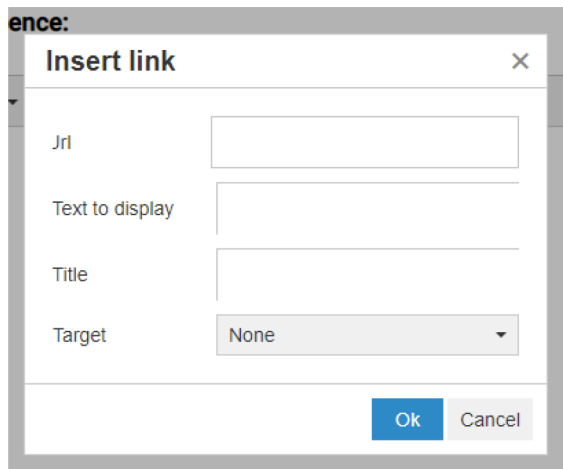 ence:
Insert link ×
Jrl
Text to display
Title
Target None
Ok Cancel